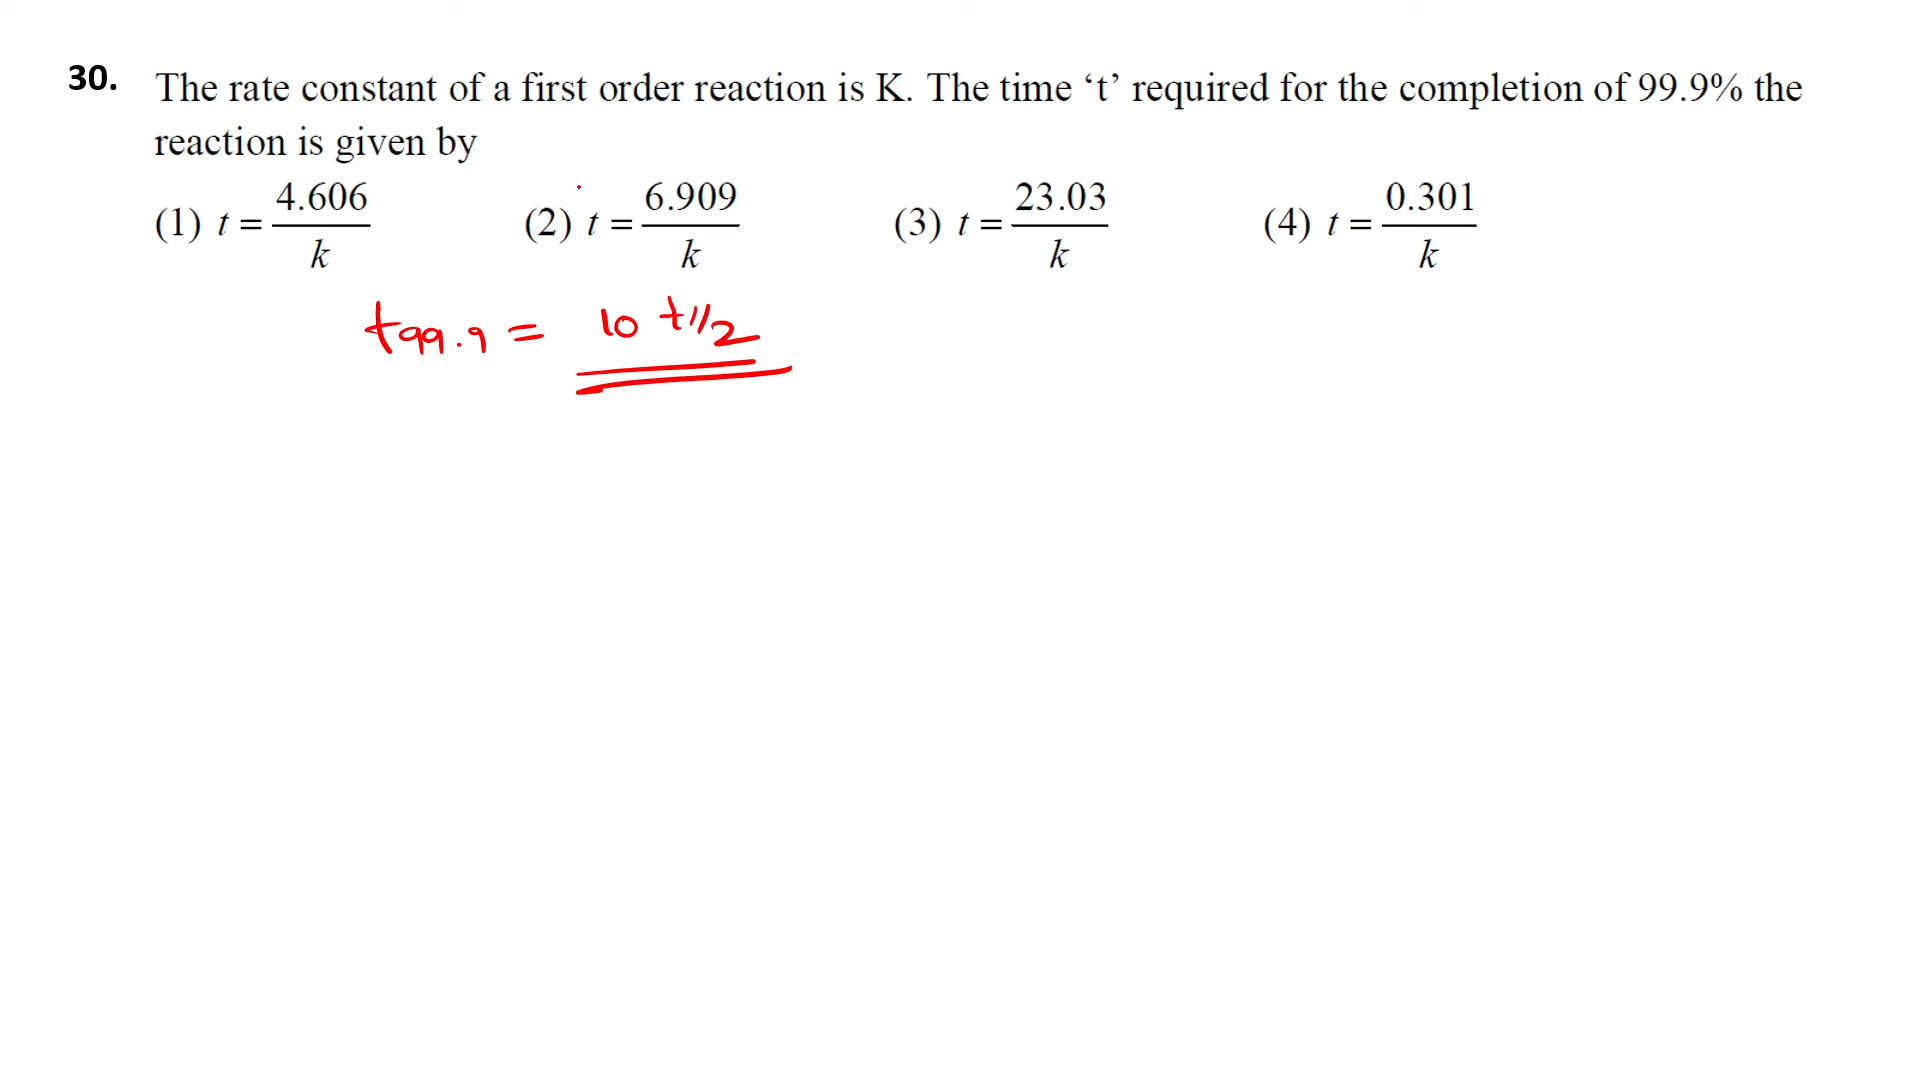 30. The rate constant of a first order reaction is K. The time ‘t’ required for the completion of 99.9% the
reaction is given by
(1) t = 4.606/k (2) t = 6.909/k (3) t = 23.03/k (4) t = 0.301/k
t99.9 = 10 t1/2